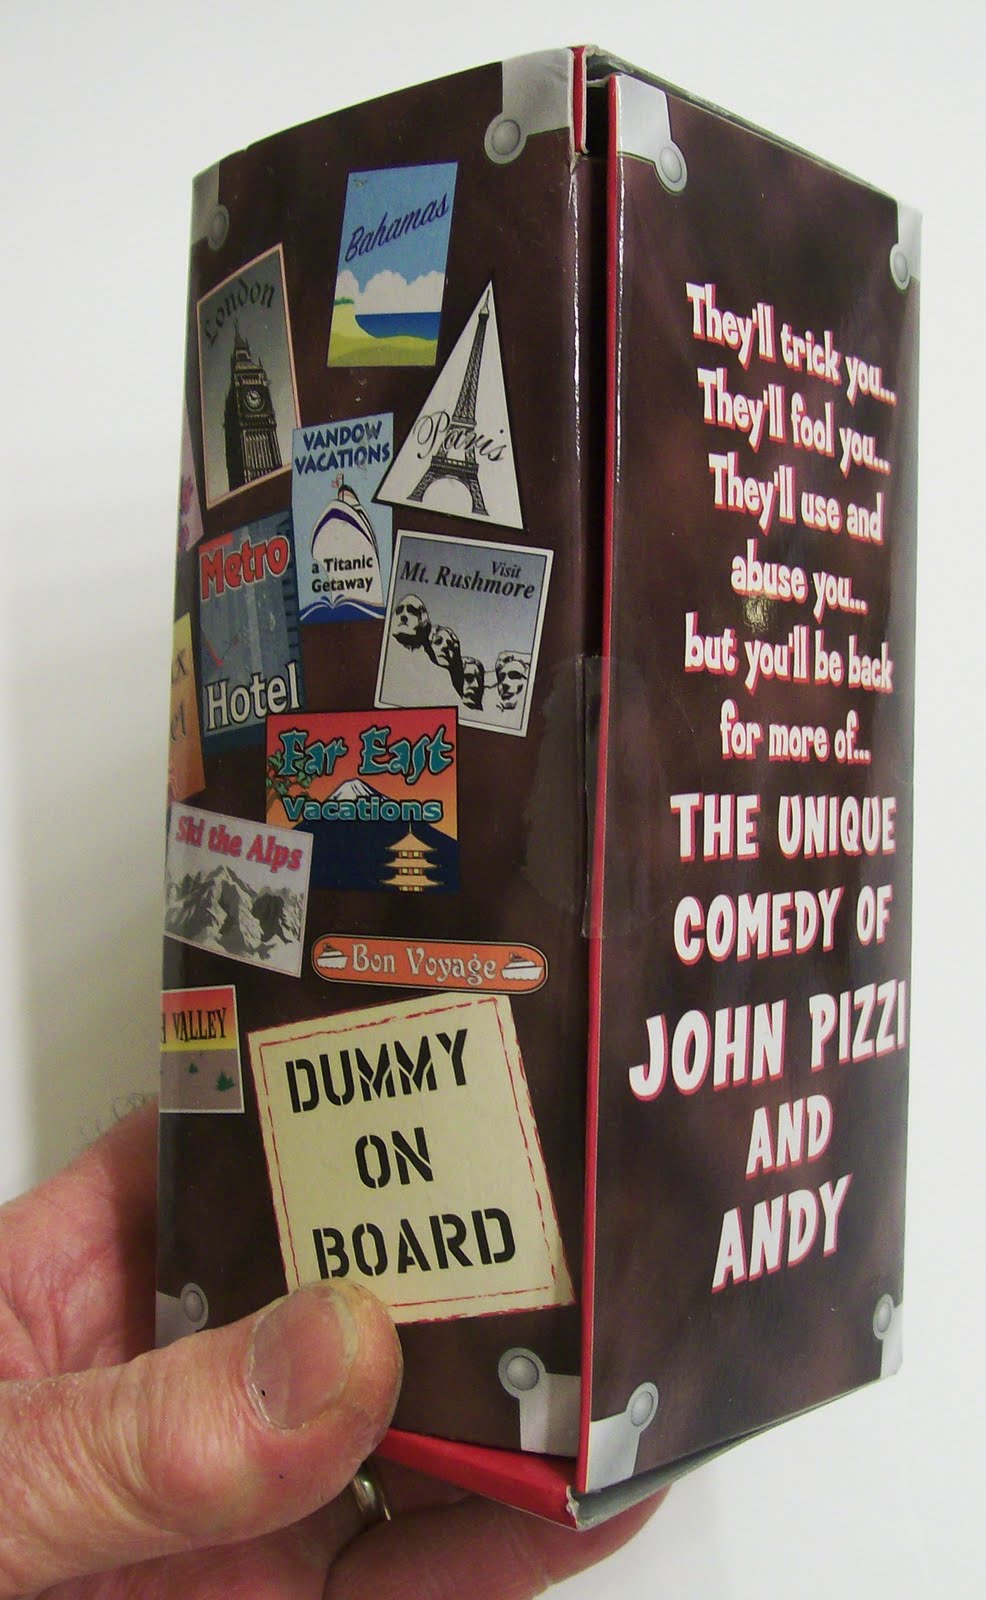 Bahamas
London
Paris
VANDOW
VACATIONS
a Titanic
Getaway
Visit
Mt. Rushmore
Metro
Hotel
Far East
Vacations
Ski the Alps
Bon Voyage
VALLEY
DUMMY
ON
BOARD
They'll trick you...
They'll fool you...
They'll use and
abuse you...
but you'll be back
for more of...
THE UNIQUE
COMEDY OF
JOHN PIZZI
AND
ANDY